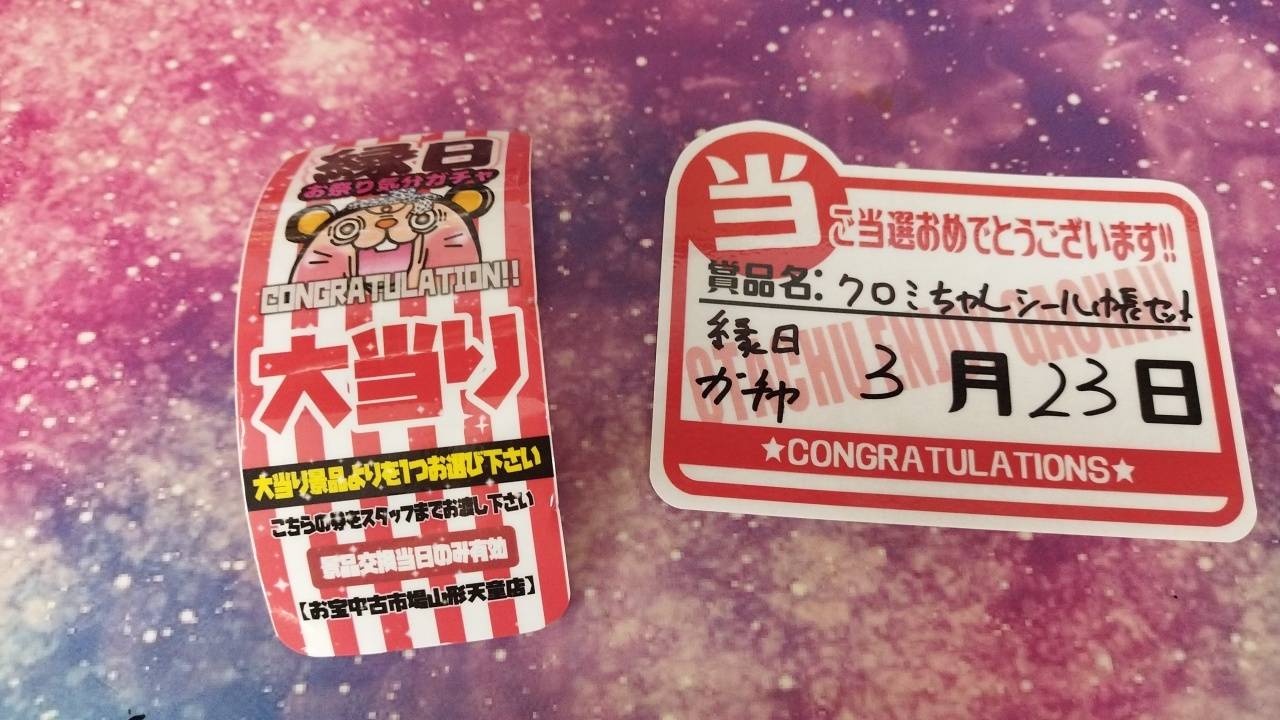 縁日
お祭り気分ガチャ
CONGRATULATION!!
大当り
大当り景品よりを1つお選び下さい
こちらの券をスタッフまでお渡し下さい
景品交換当日のみ有効
【お宝中古市場山形天童店】
当
ご当選おめでとうございます!!
賞品名:クロミちゃんシール帳セット
縁日
ガチャ
3月23日
★CONGRATULATIONS★